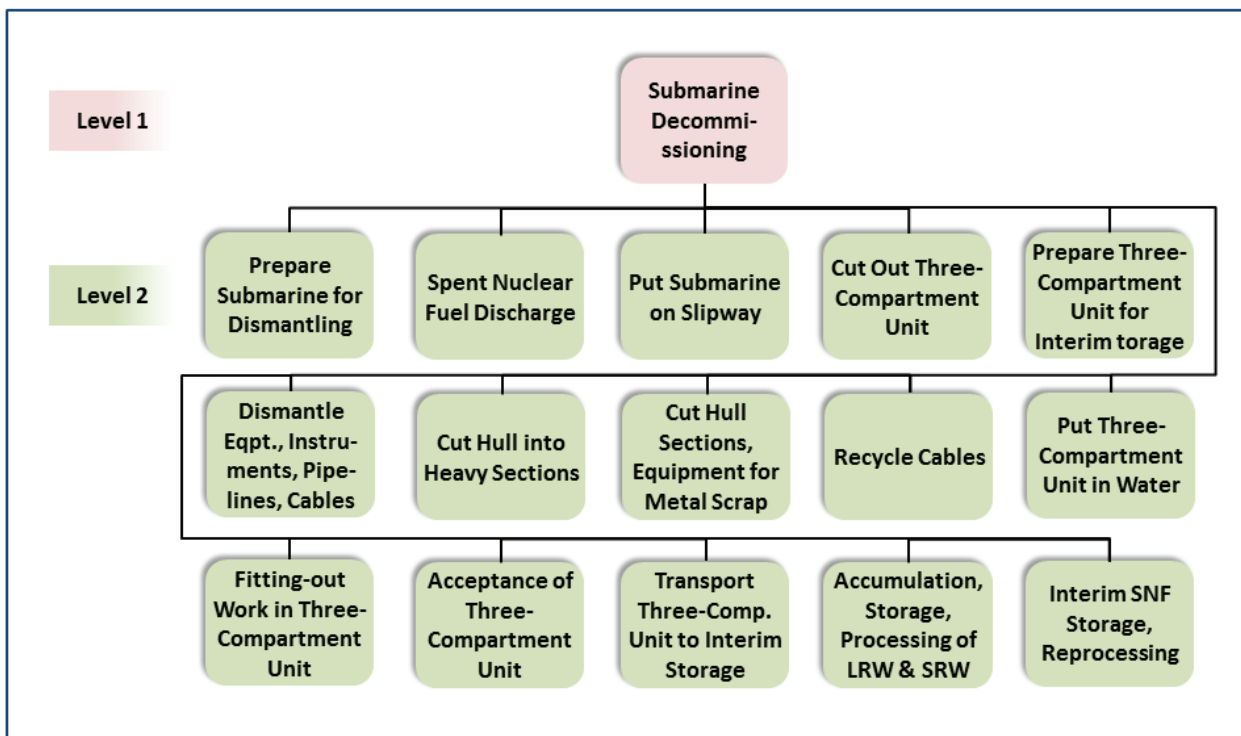 Level 1
Submarine
Decommi-
ssioning
Level 2
Prepare
Submarine for
Dismantling
Spent Nuclear
Fuel Discharge
Put Submarine
on Slipway
Cut Out Three-
Compartment
Unit
Prepare Three-
Compartment
Unit for
Interim torage
Dismantle
Eqpt., Instru-
ments, Pipe-
lines, Cables
Cut Hull into
Heavy Sections
Cut Hull
Sections,
Equipment for
Metal Scrap
Recycle Cables
Put Three-
Compartment
Unit in Water
Fitting-out
Work in Three-
Compartment
Unit
Acceptance of
Three-
Compartment
Unit
Transport
Three-Comp.
Unit to Interim
Storage
Accumulation,
Storage,
Processing of
LRW & SRW
Interim SNF
Storage,
Reprocessing